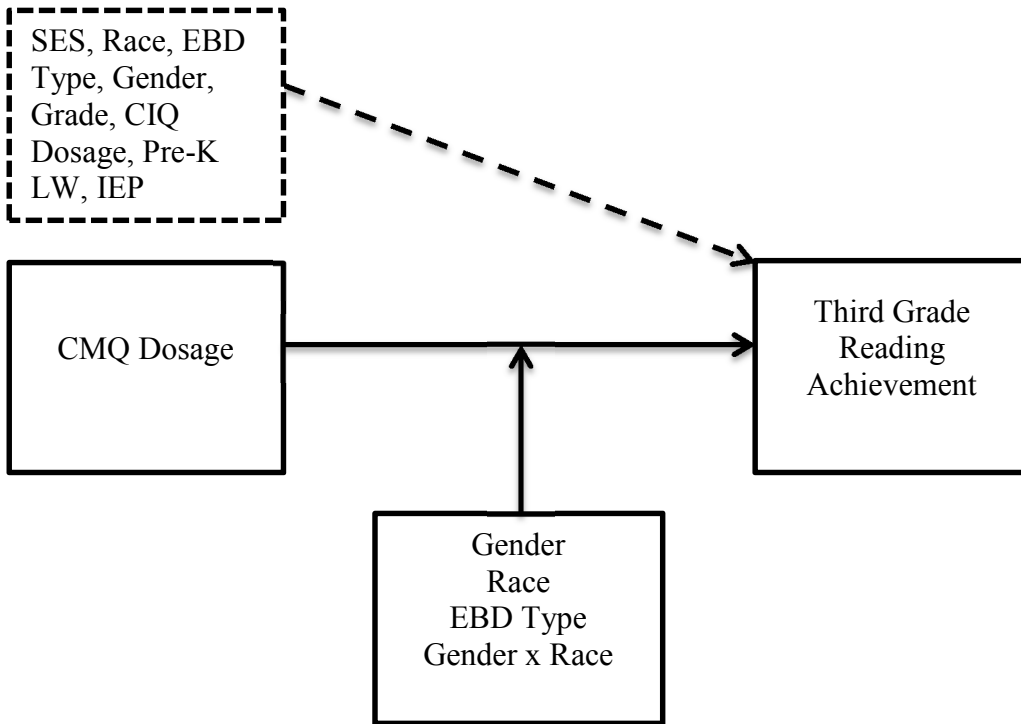 SES, Race, EBD
Type, Gender,
Grade, CIQ
Dosage, Pre-K
LW, IEP
CMQ Dosage
Third Grade
Reading
Achievement
Gender
Race
EBD Type
Gender x Race